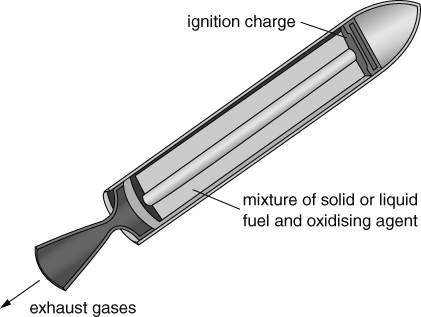 ignition charge
mixture of solid or liquid
fuel and oxidising agent
exhaust gases